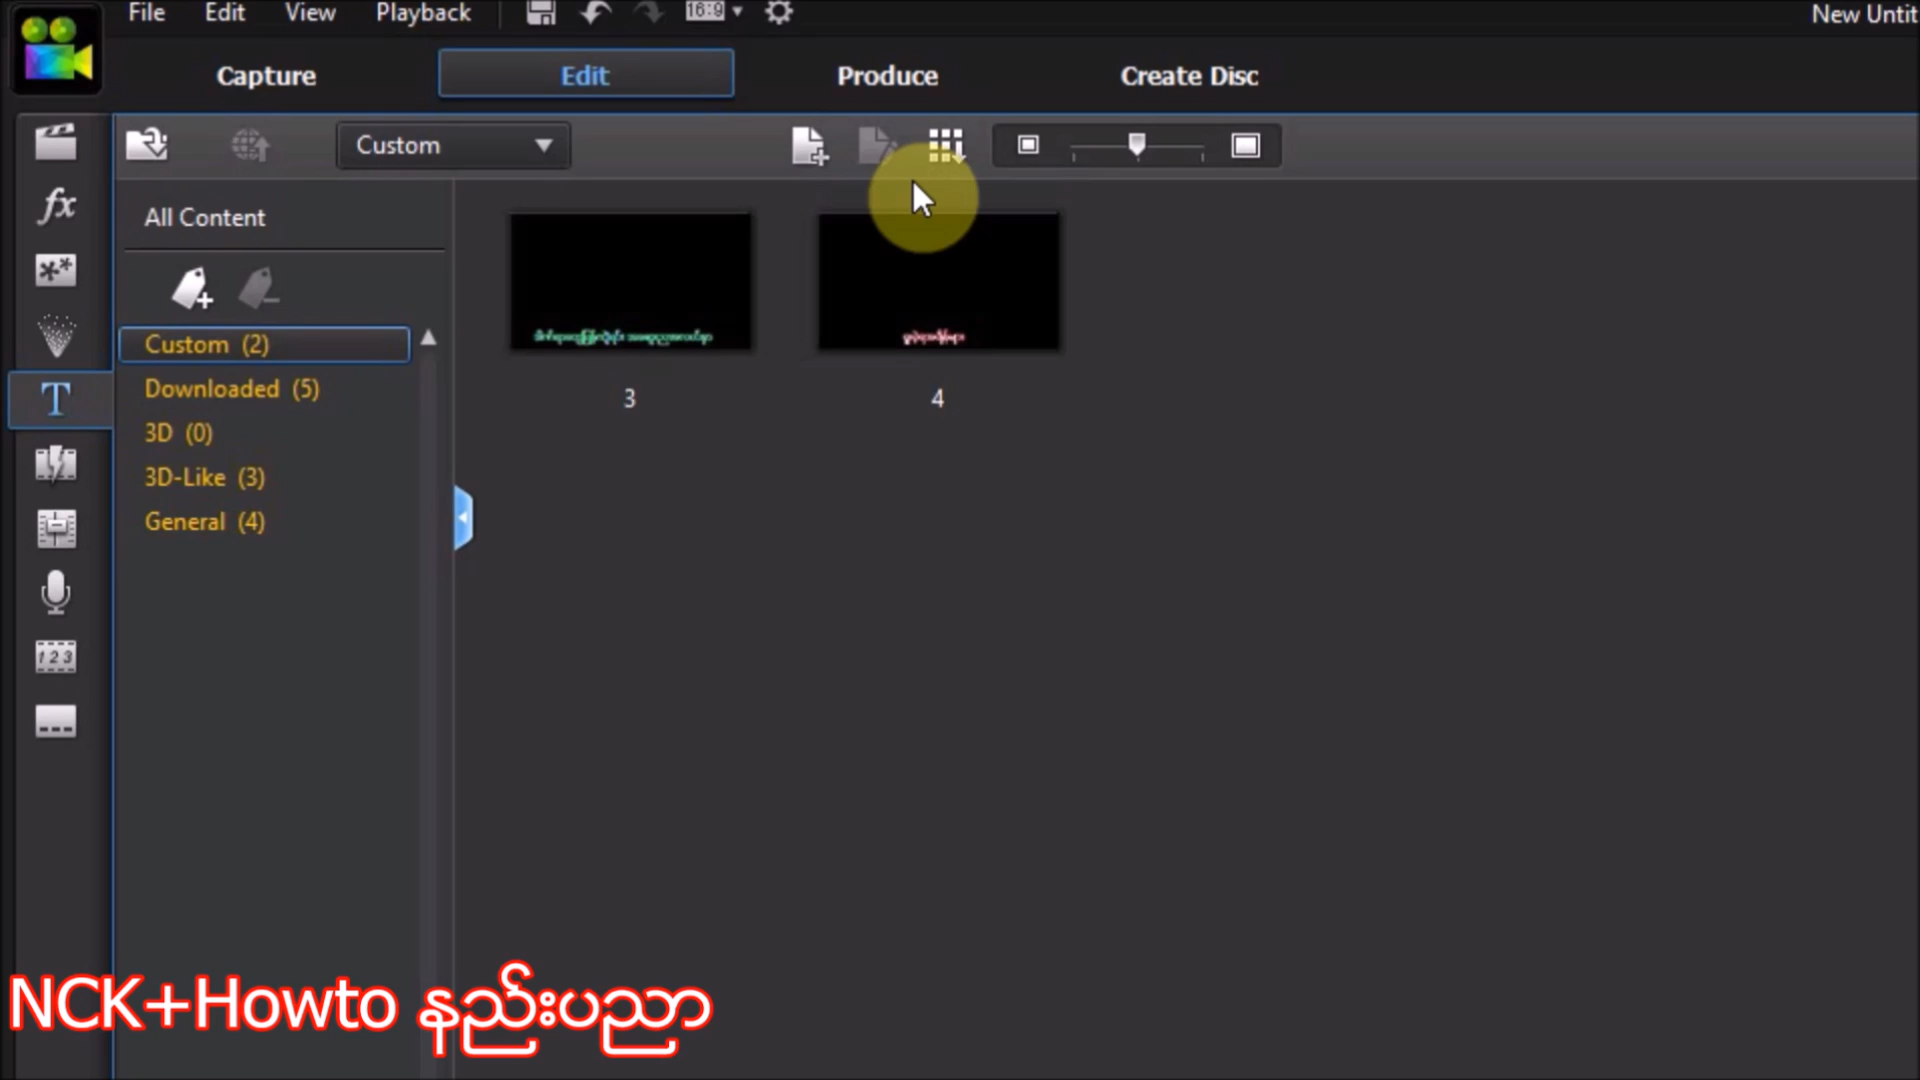 File Edit View Playback 16:9 New Untit
Capture Edit Produce Create Disc
Custom
All Content
Custom (2)
Downloaded (5)
3D (0)
3D-Like (3)
General (4)
3 4
fx
T
123
NCK+Howto နည်းပညာ